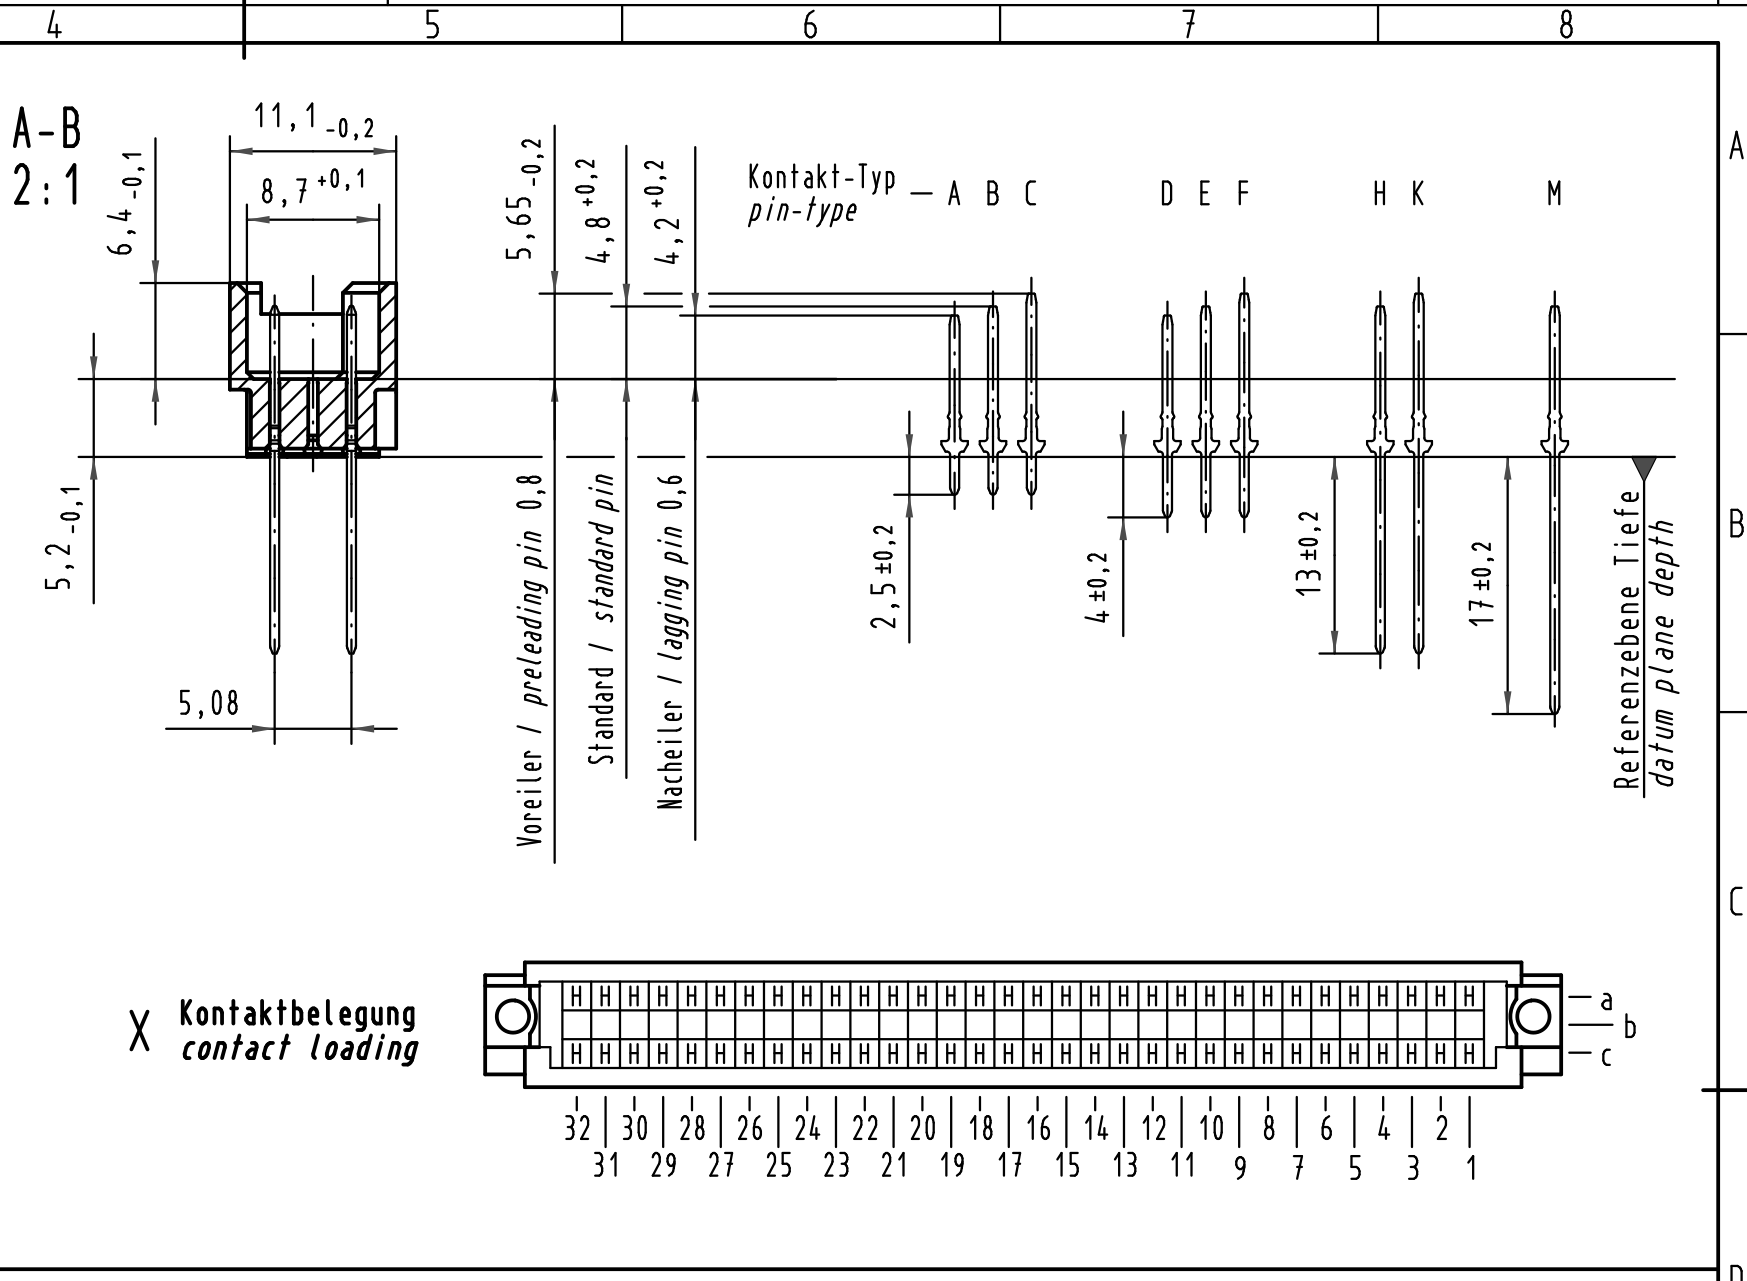 4 5 6 7 8
A-B
2:1
11,1 -0,2
8,7 +0,1
6,4 -0,1
5,2 -0,1
5,08
5,65 -0,2
4,8 +0,2
4,2 +0,2
Voreiler / preleading pin 0,8
Standard / standard pin
Nacheiler / lagging pin 0,6
Kontakt-Typ — A B C D E F H K M
pin-type
2,5 ±0,2
4 ±0,2
13 ±0,2
17 ±0,2
Referenzebene Tiefe
datum plane depth
A
B
C
D
X Kontaktbelegung
contact loading
H H H H H H H H H H H H H H H H H H H H H H H H H H H H H H H H
a
b
H H H H H H H H H H H H H H H H H H H H H H H H H H H H H H H H
c
32 30 28 26 24 22 20 18 16 14 12 10 8 6 4 2
31 29 27 25 23 21 19 17 15 13 11 9 7 5 3 1